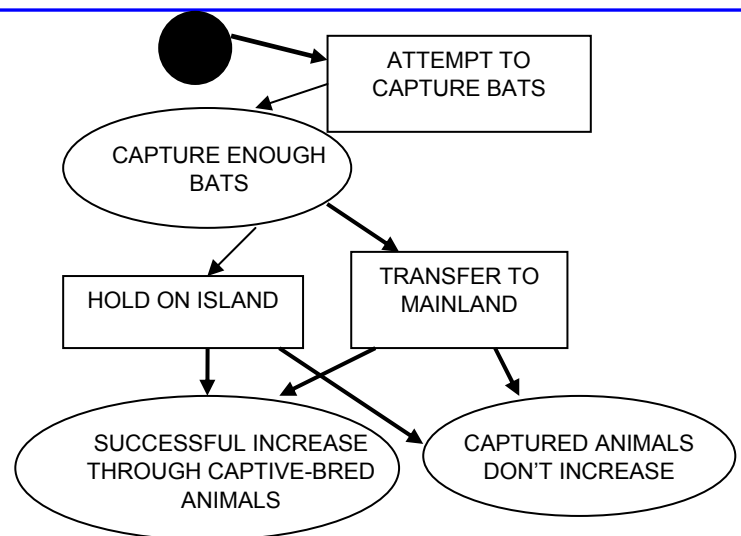 ATTEMPT TO
CAPTURE BATS
CAPTURE ENOUGH
BATS
HOLD ON ISLAND
TRANSFER TO
MAINLAND
SUCCESSFUL INCREASE
THROUGH CAPTIVE-BRED
ANIMALS
CAPTURED ANIMALS
DON’T INCREASE